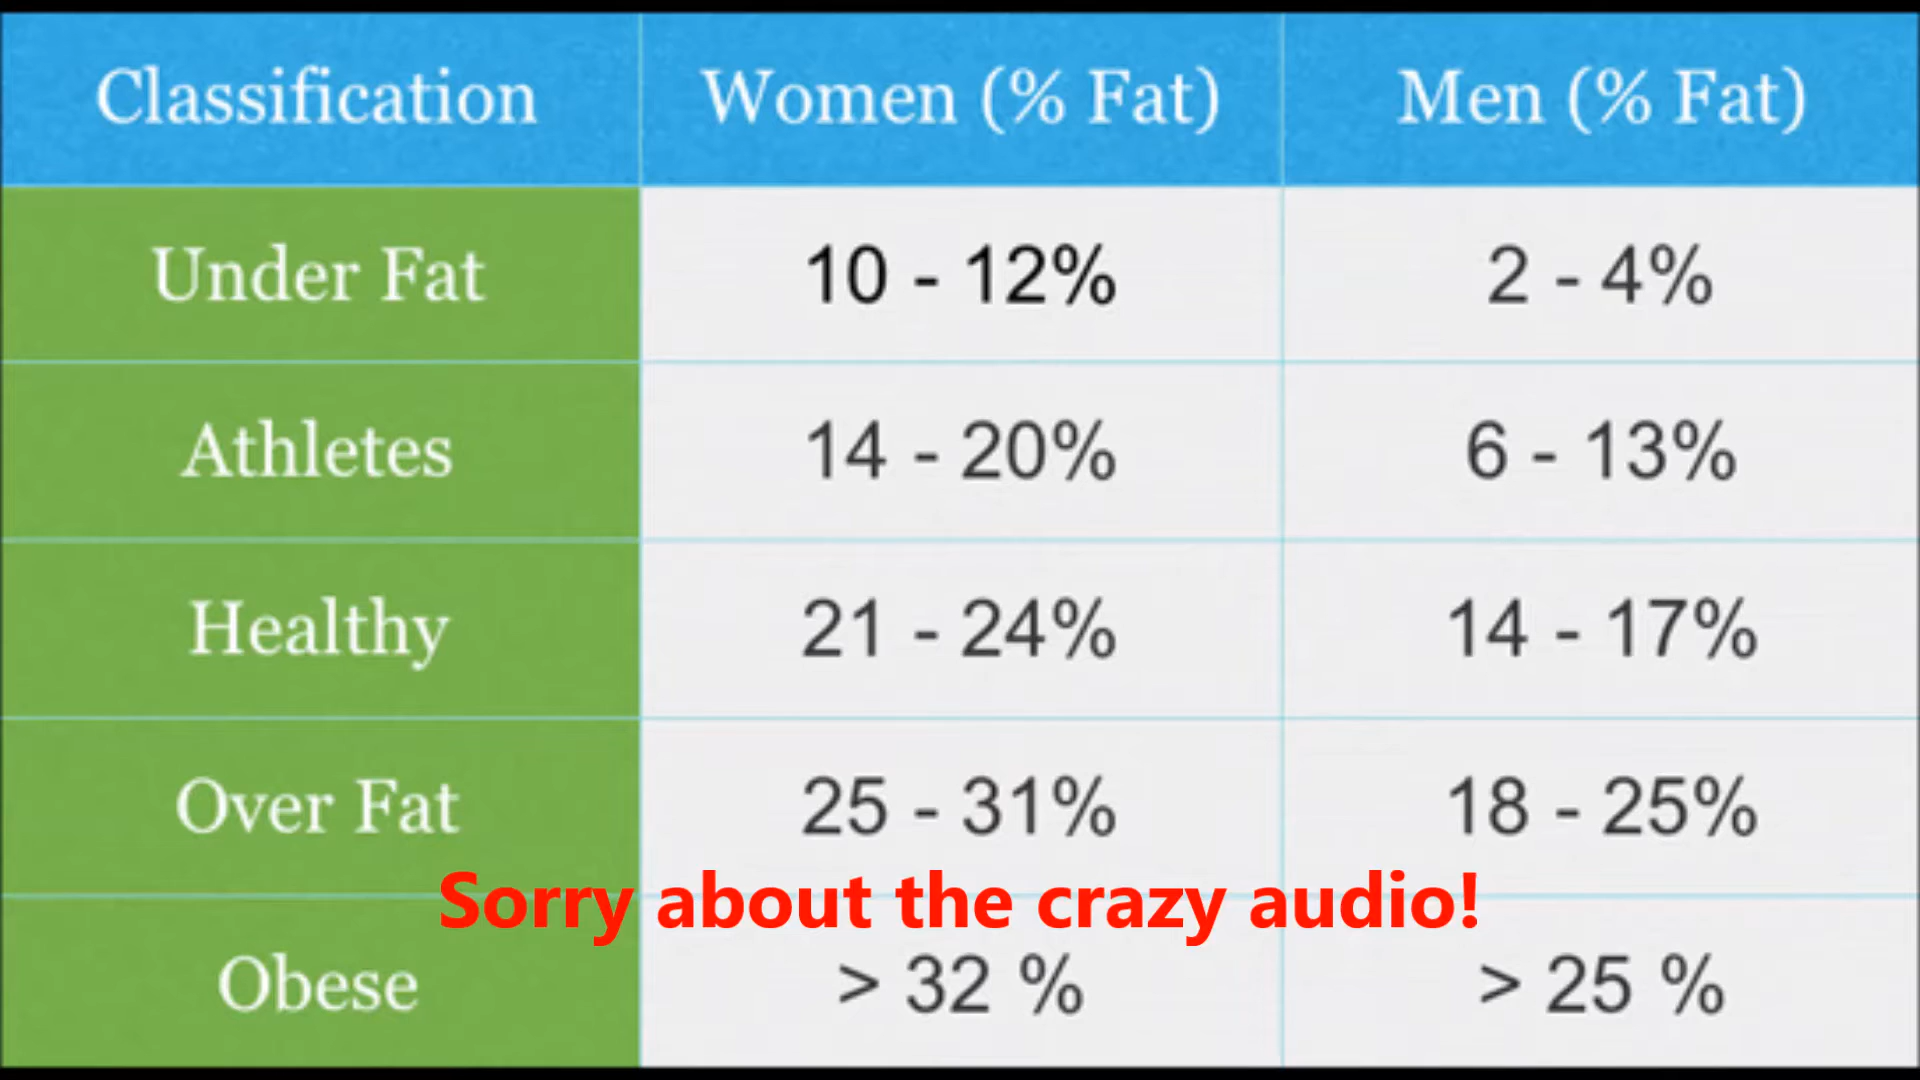 Classification Women (% Fat) Men (% Fat)
Under Fat 10 - 12% 2 - 4%
Athletes 14 - 20% 6 - 13%
Healthy 21 - 24% 14 - 17%
Over Fat 25 - 31% 18 - 25%
Sorry about the crazy audio!
Obese > 32 % > 25 %